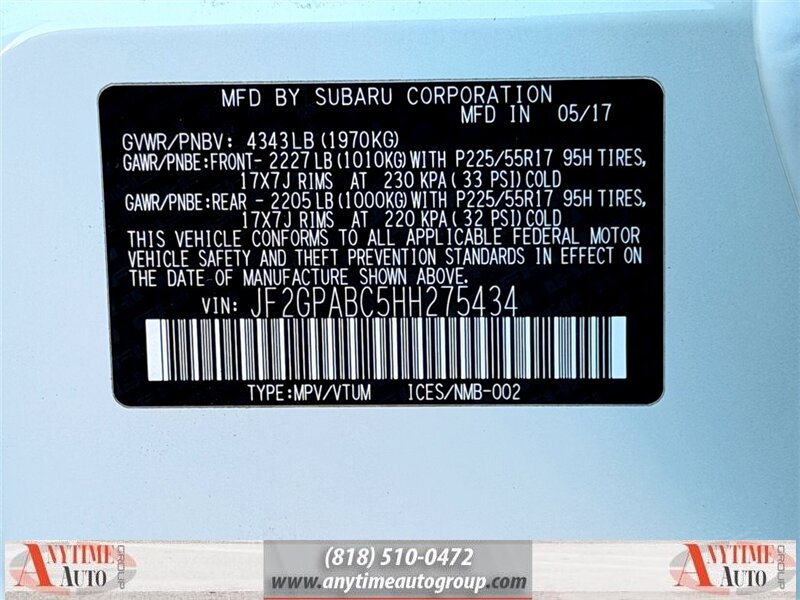 MFD BY SUBARU CORPORATION
MFD IN 05/17
GVWR/PNBV: 4343LB(1970KG)
GAWR/PNBE:FRONT- 2227LB(1010KG)WITH P225/55R17 95H TIRES,
17X7J RIMS AT 230 KPA( 33 PSI)COLD
GAWR/PNBE:REAR - 2205LB(1000KG)WITH P225/55R17 95H TIRES,
17X7J RIMS AT 220 KPA( 32 PSI)COLD
THIS VEHICLE CONFORMS TO ALL APPLICABLE FEDERAL MOTOR
VEHICLE SAFETY AND THEFT PREVENTION STANDARDS IN EFFECT ON
THE DATE OF MANUFACTURE SHOWN ABOVE.
VIN: JF2GPABC5HH275434
TYPE:MPV/VTUM ICES/NMB-002
ANYTIME AUTO GROUP
(818) 510-0472
www.anytimeautogroup.com
ANYTIME AUTO GROUP